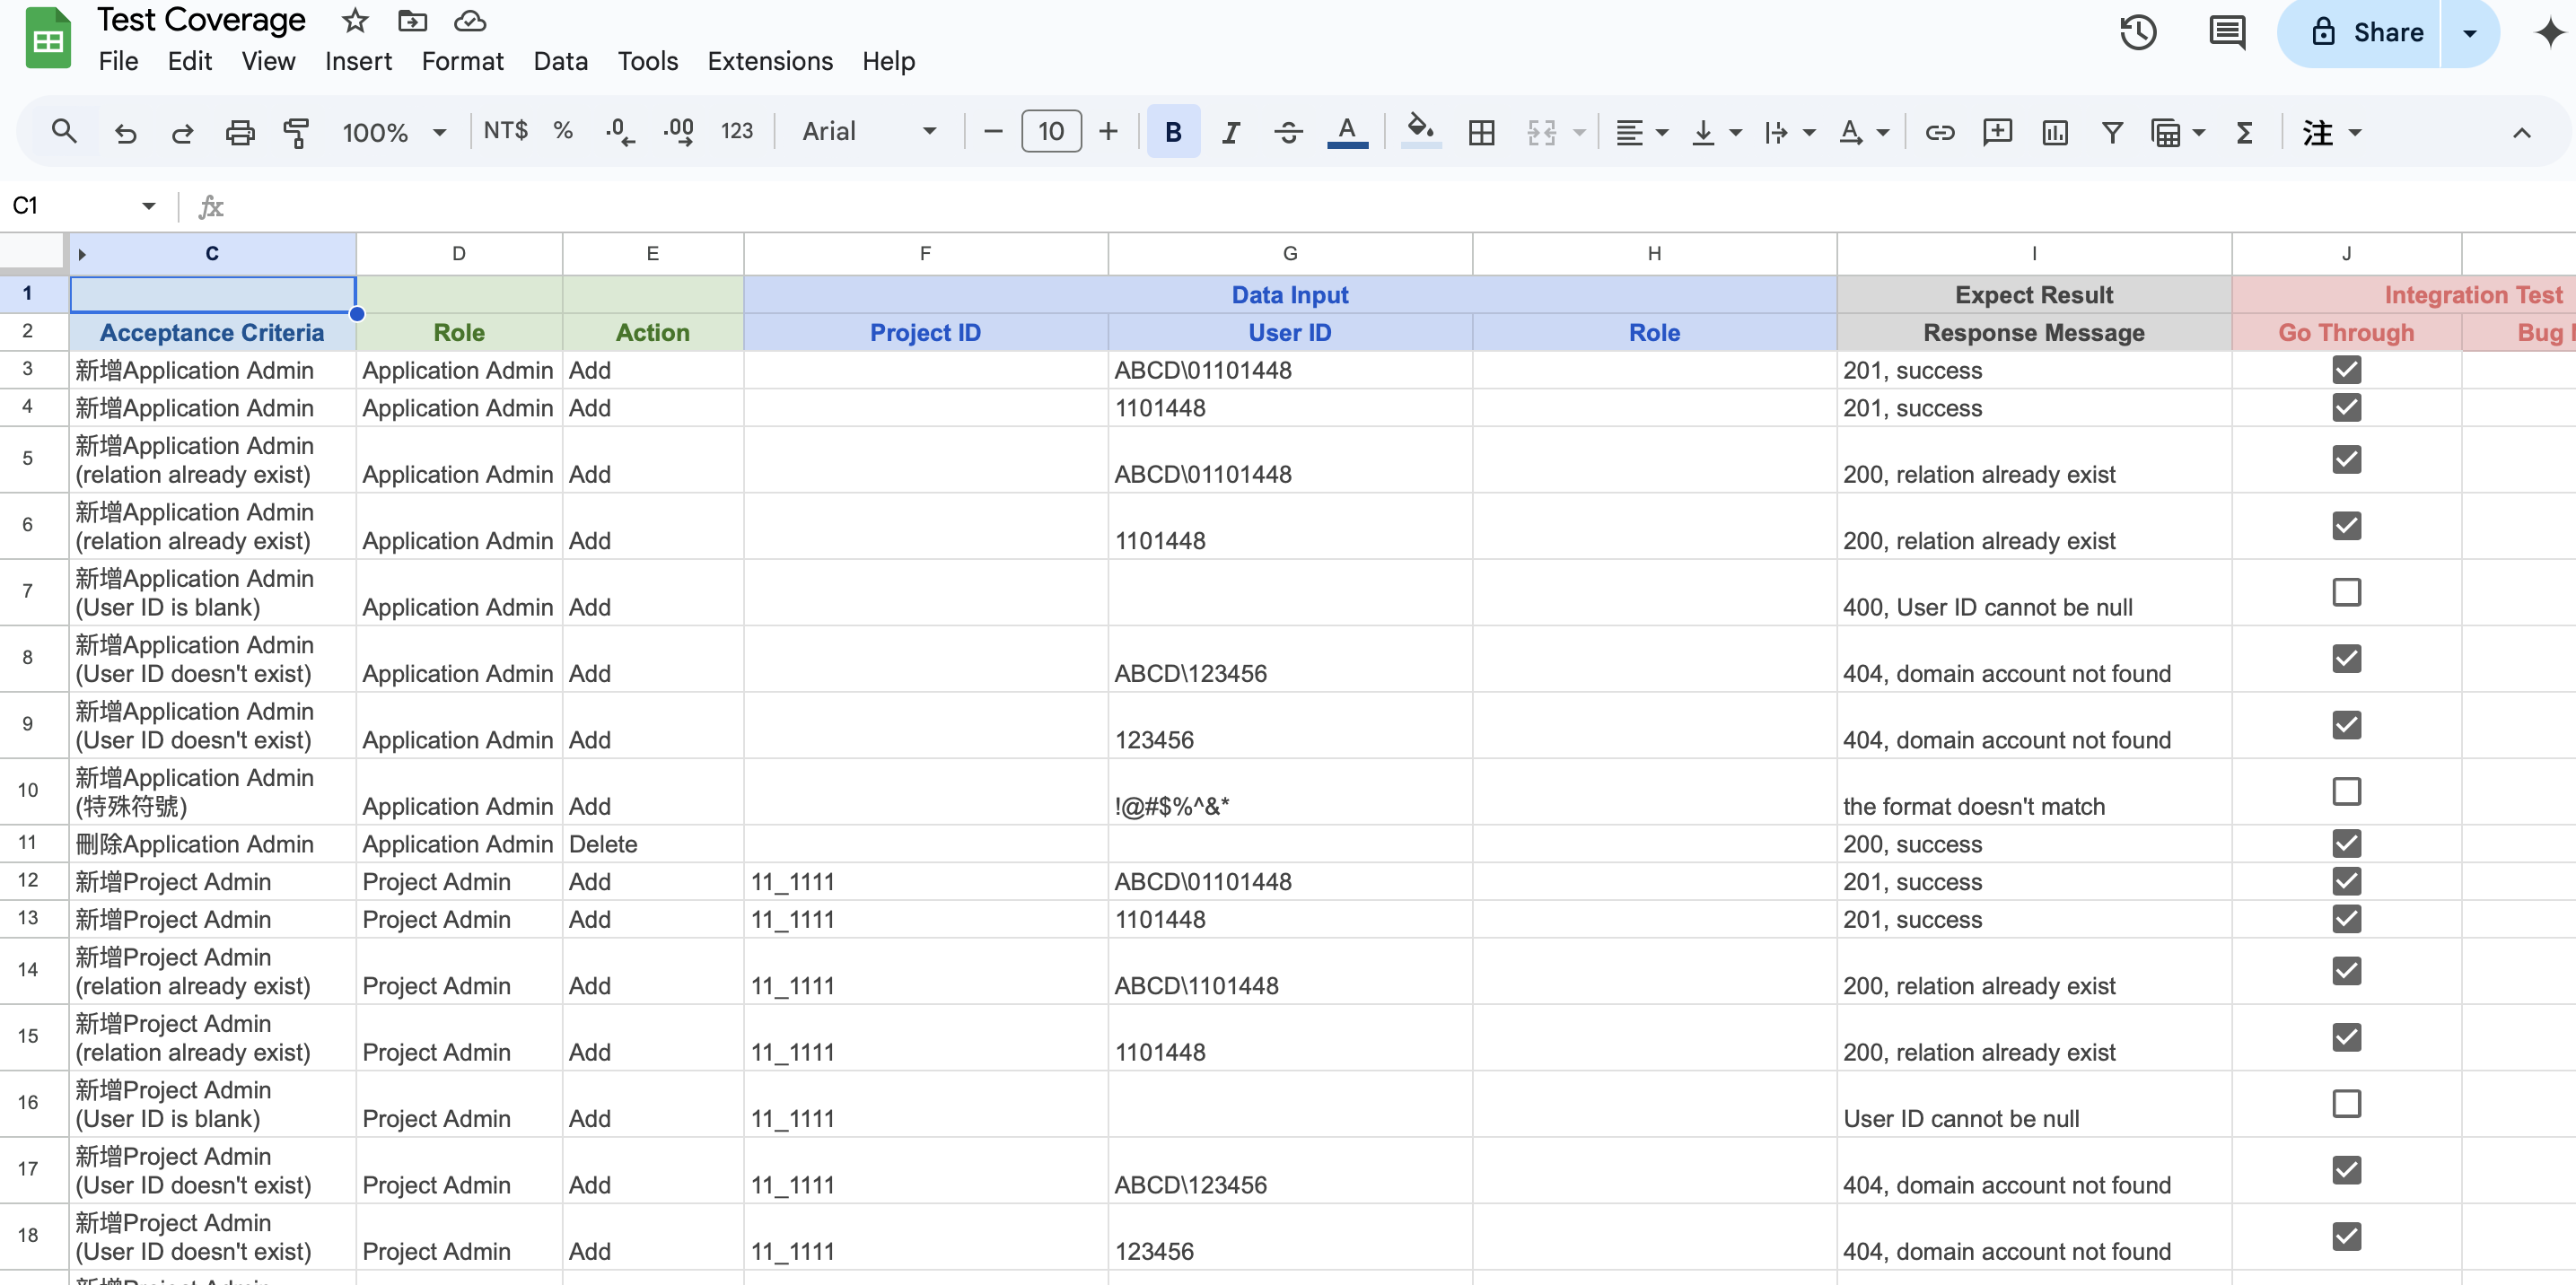 Test Coverage
File Edit View Insert Format Data Tools Extensions Help
Share
100% NT$ % .0 .00 123 Arial 10 B I A 注
C1 fx
C D E F G H I J
1 Data Input Expect Result Integration Test
2 Acceptance Criteria Role Action Project ID User ID Role Response Message Go Through Bug
3 新增Application Admin Application Admin Add ABCD\01101448 201, success
4 新增Application Admin Application Admin Add 1101448 201, success
5 新增Application Admin
(relation already exist) Application Admin Add ABCD\01101448 200, relation already exist
6 新增Application Admin
(relation already exist) Application Admin Add 1101448 200, relation already exist
7 新增Application Admin
(User ID is blank) Application Admin Add 400, User ID cannot be null
8 新增Application Admin
(User ID doesn't exist) Application Admin Add ABCD\123456 404, domain account not found
9 新增Application Admin
(User ID doesn't exist) Application Admin Add 123456 404, domain account not found
10 新增Application Admin
(特殊符號) Application Admin Add !@#$%^&* the format doesn't match
11 刪除Application Admin Application Admin Delete 200, success
12 新增Project Admin Project Admin Add 11_1111 ABCD\01101448 201, success
13 新增Project Admin Project Admin Add 11_1111 1101448 201, success
14 新增Project Admin
(relation already exist) Project Admin Add 11_1111 ABCD\1101448 200, relation already exist
15 新增Project Admin
(relation already exist) Project Admin Add 11_1111 1101448 200, relation already exist
16 新增Project Admin
(User ID is blank) Project Admin Add 11_1111 User ID cannot be null
17 新增Project Admin
(User ID doesn't exist) Project Admin Add 11_1111 ABCD\123456 404, domain account not found
18 新增Project Admin
(User ID doesn't exist) Project Admin Add 11_1111 123456 404, domain account not found